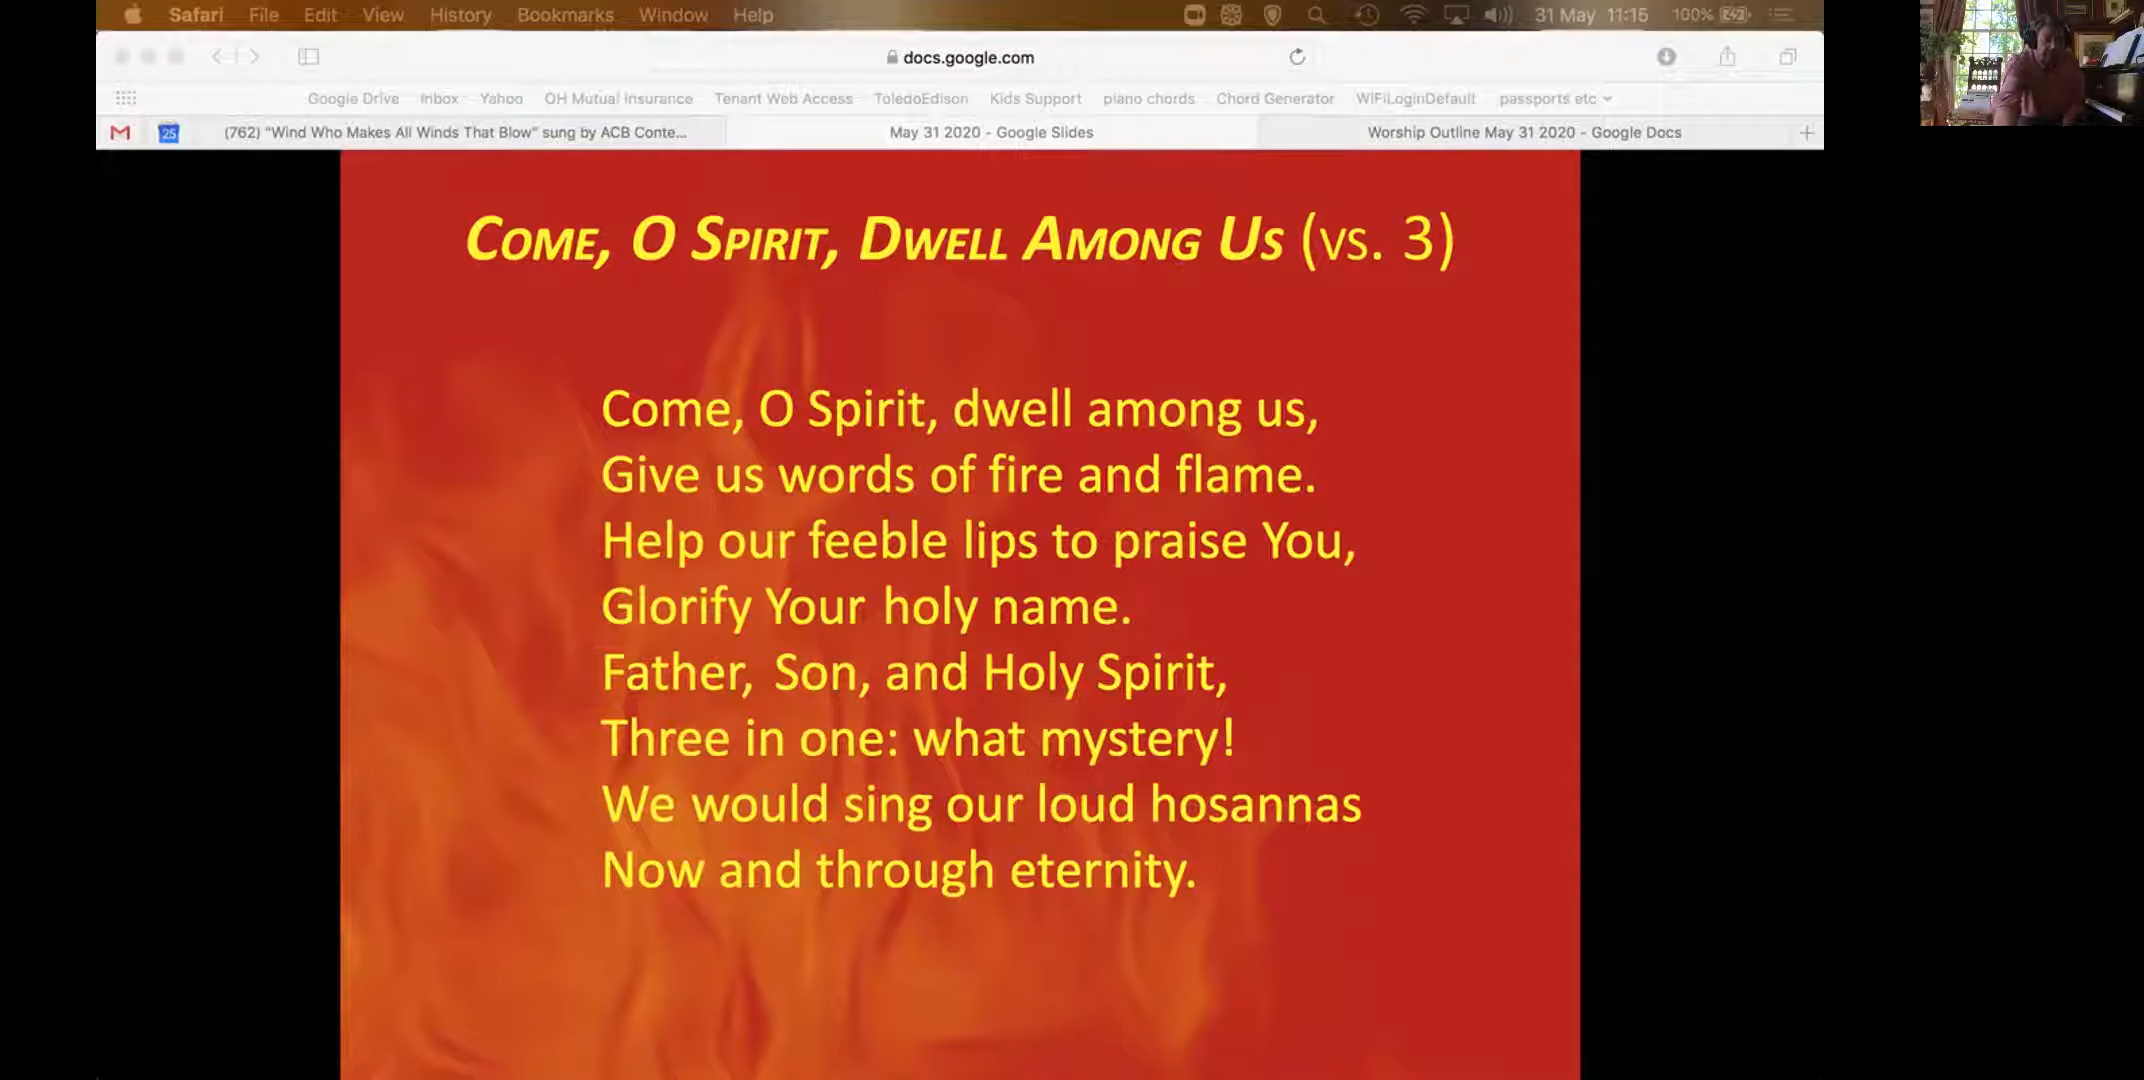 Safari File Edit View History Bookmarks Window Help 31 May 11:15 100%
docs.google.com
Google Drive Inbox Yahoo OH Mutual Insurance Tenant Web Access ToledoEdison Kids Support piano chords Chord Generator WiFiLoginDefault passports etc
25 (762) "Wind Who Makes All Winds That Blow" sung by ACB Conte... May 31 2020 - Google Slides Worship Outline May 31 2020 - Google Docs
COME, O SPIRIT, DWELL AMONG US (VS. 3)
Come, O Spirit, dwell among us,
Give us words of fire and flame.
Help our feeble lips to praise You,
Glorify Your holy name.
Father, Son, and Holy Spirit,
Three in one: what mystery!
We would sing our loud hosannas
Now and through eternity.